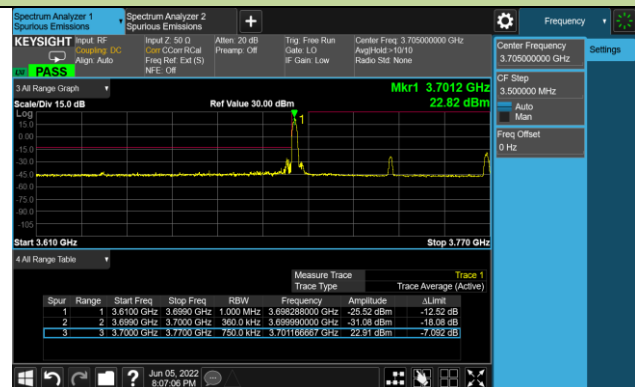 Spectrum Analyzer 1
Spurious Emissions
Spectrum Analyzer 2
Spurious Emissions
Frequency
KEYSIGHT
Input: RF
Coupling: DC
Align: Auto
Input Z: 50 Ω
Corr CCorr RCal
Freq Ref: Ext (S)
NFE: Off
Atten: 20 dB
Preamp: Off
Trig: Free Run
Gate: LO
IF Gain: Low
Center Freq: 3.705000000 GHz
Avg|Hold:>10/10
Radio Std: None
PASS
Center Frequency
3.705000000 GHz
Settings
CF Step
3.500000 MHz
Auto
Man
Freq Offset
0 Hz
3 All Range Graph
Mkr1 3.7012 GHz
Scale/Div 15.0 dB
Ref Value 30.00 dBm
22.82 dBm
Log
1
15.0
0.00
-15.0
-30.0
-45.0
-60.0
-75.0
-90.0
-105
Start 3.610 GHz
Stop 3.770 GHz
4 All Range Table
Measure Trace Trace 1
Trace Type Trace Average (Active)
Spur Range Start Freq Stop Freq RBW Frequency Amplitude ΔLimit
1 1 3.6100 GHz 3.6990 GHz 1.000 MHz 3.698288000 GHz -25.52 dBm -12.52 dB
2 2 3.6990 GHz 3.7000 GHz 360.0 kHz 3.699990000 GHz -31.08 dBm -18.08 dB
3 3 3.7000 GHz 3.7700 GHz 750.0 kHz 3.701166667 GHz 22.91 dBm -7.092 dB
Jun 05, 2022
8:07:06 PM